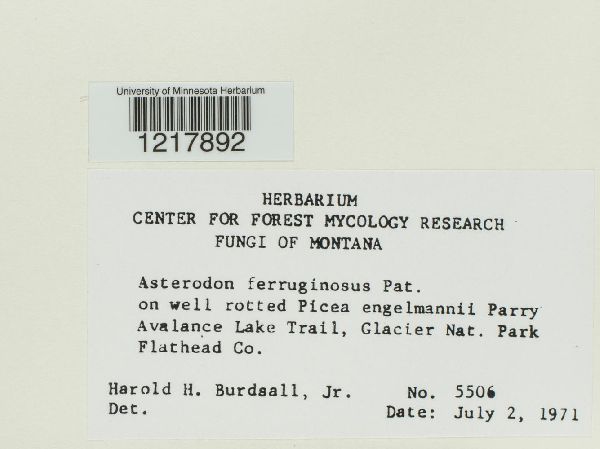 University of Minnesota Herbarium
1217892
HERBARIUM
CENTER FOR FOREST MYCOLOGY RESEARCH
FUNGI OF MONTANA
Asterodon ferruginosus Pat.
on well rotted Picea engelmannii Parry
Avalance Lake Trail, Glacier Nat. Park
Flathead Co.
Harold H. Burdsall, Jr. No. 5506
Det. Date: July 2, 1971